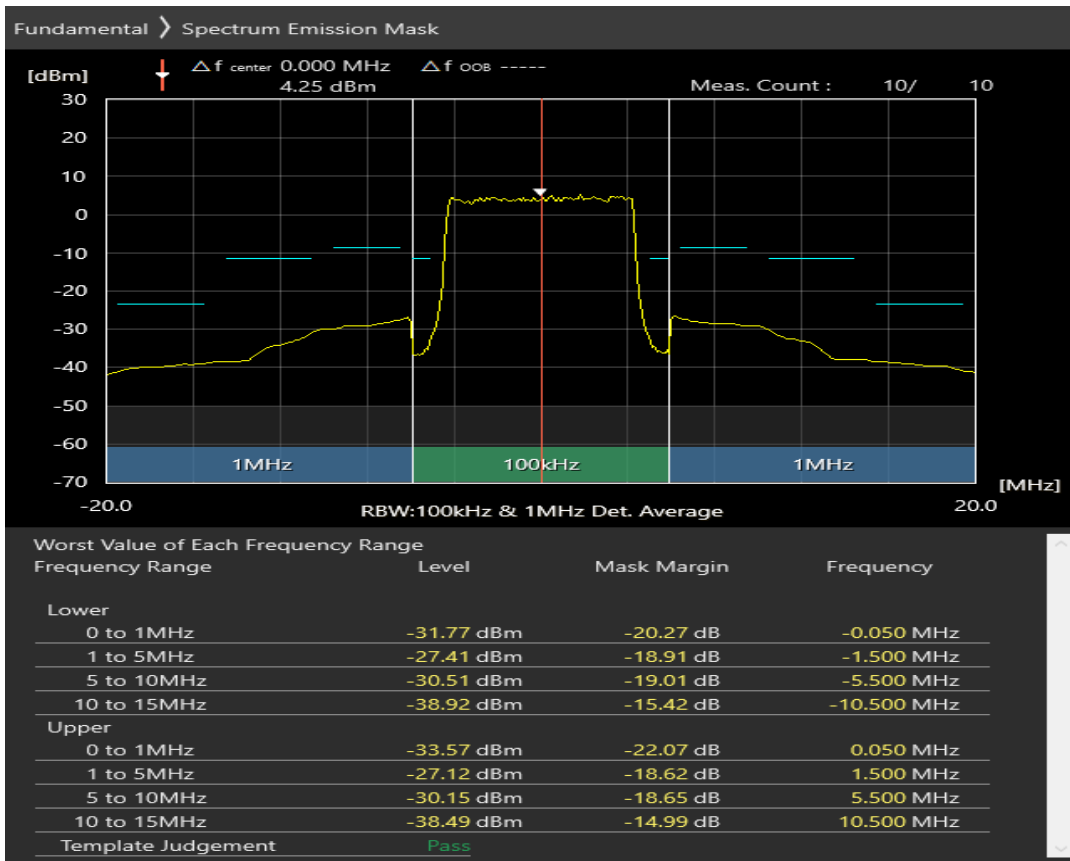 Fundamental ❯ Spectrum Emission Mask
[dBm] △f center 0.000 MHz △f OOB -----
4.25 dBm Meas. Count : 10/ 10
30
20
10
0
-10
-20
-30
-40
-50
-60
1MHz 100kHz 1MHz
-70
[MHz]
-20.0 RBW:100kHz & 1MHz Det. Average 20.0
Worst Value of Each Frequency Range
Frequency Range Level Mask Margin Frequency
Lower
0 to 1MHz -31.77 dBm -20.27 dB -0.050 MHz
1 to 5MHz -27.41 dBm -18.91 dB -1.500 MHz
5 to 10MHz -30.51 dBm -19.01 dB -5.500 MHz
10 to 15MHz -38.92 dBm -15.42 dB -10.500 MHz
Upper
0 to 1MHz -33.57 dBm -22.07 dB 0.050 MHz
1 to 5MHz -27.12 dBm -18.62 dB 1.500 MHz
5 to 10MHz -30.15 dBm -18.65 dB 5.500 MHz
10 to 15MHz -38.49 dBm -14.99 dB 10.500 MHz
Template Judgement Pass